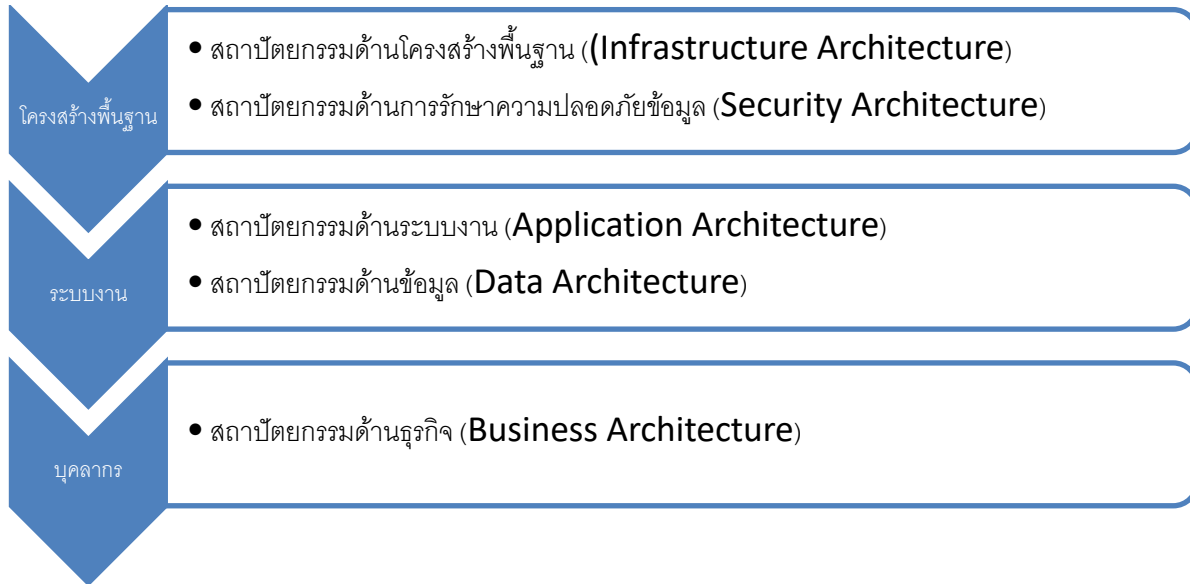 โครงสร้างพื้นฐาน
• สถาปัตยกรรมด้านโครงสร้างพื้นฐาน ((Infrastructure Architecture)
• สถาปัตยกรรมด้านการรักษาความปลอดภัยข้อมูล (Security Architecture)
ระบบงาน
• สถาปัตยกรรมด้านระบบงาน (Application Architecture)
• สถาปัตยกรรมด้านข้อมูล (Data Architecture)
บุคลากร
• สถาปัตยกรรมด้านธุรกิจ (Business Architecture)